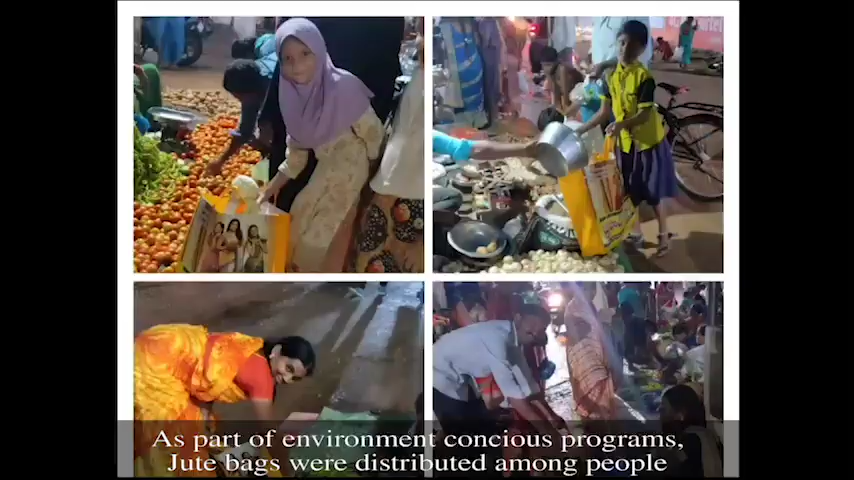 As part of environment concious programs,
Jute bags were distributed among people